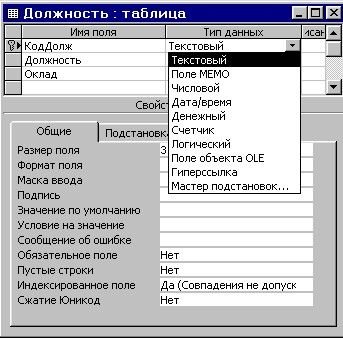 Должность : таблица
Имя поля Тип данных исан
КодДолж Текстовый
Должность Текстовый
Оклад Поле MEMO
Числовой
Свойст Дата/время
Денежный
Общие Подстановка Счетчик
Логический
Размер поля 3 Поле объекта OLE
Формат поля Гиперссылка
Маска ввода Мастер подстановок...
Подпись
Значение по умолчанию
Условие на значение
Сообщение об ошибке
Обязательное поле Нет
Пустые строки Нет
Индексированное поле Да (Совпадения не допуск
Сжатие Юникод Нет